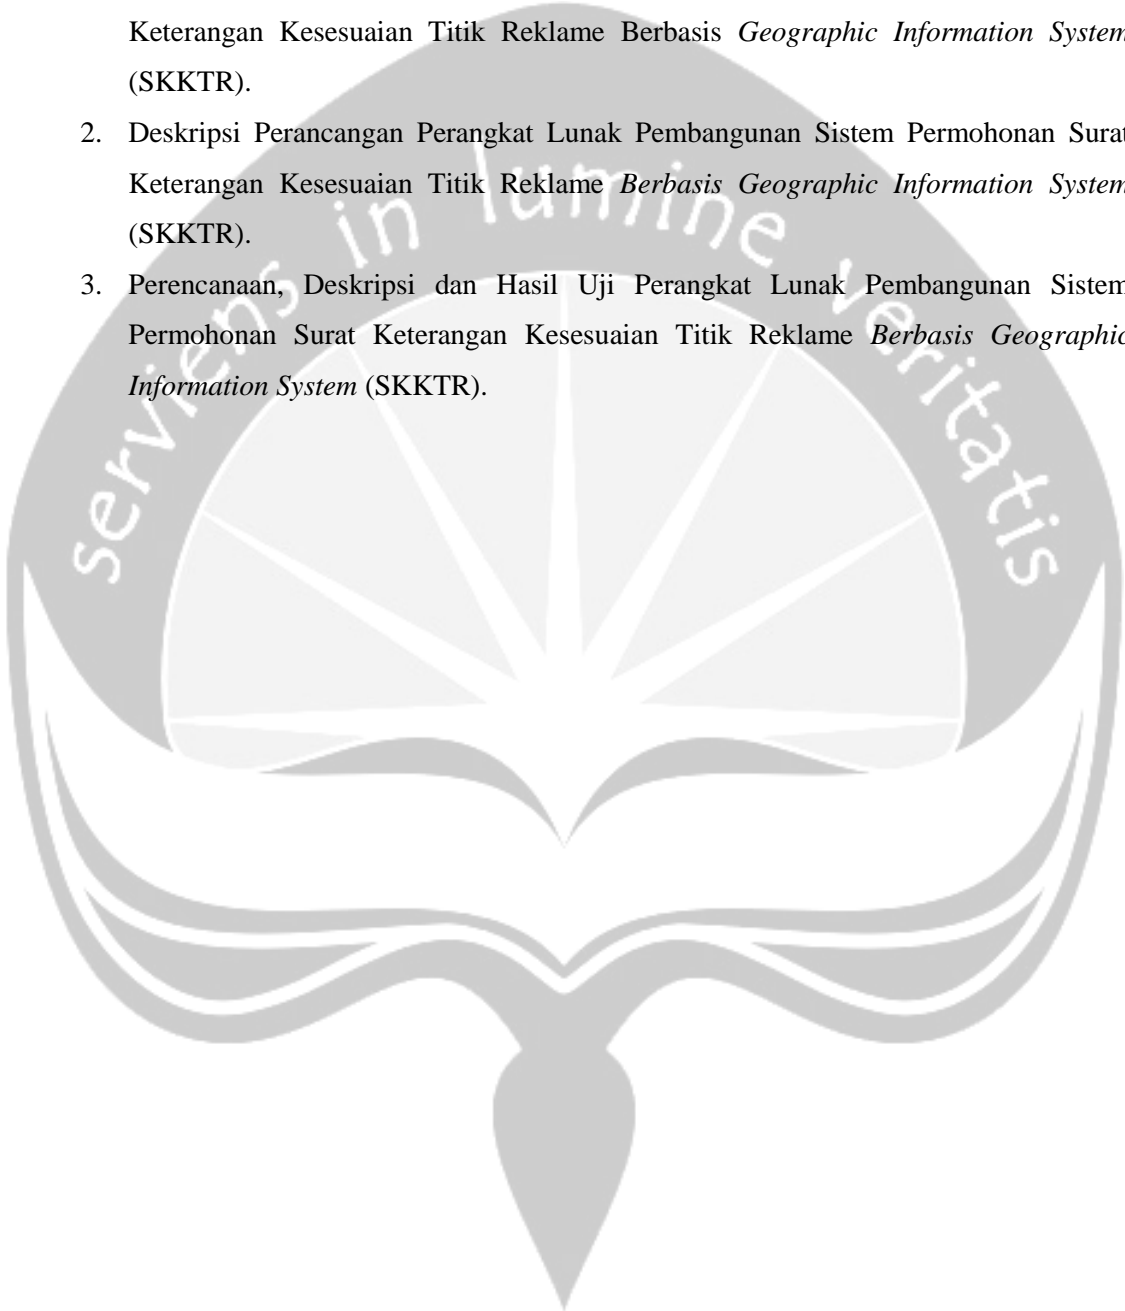 Keterangan Kesesuaian Titik Reklame Berbasis Geographic Information System
(SKKTR).
2. Deskripsi Perancangan Perangkat Lunak Pembangunan Sistem Permohonan Surat
Keterangan Kesesuaian Titik Reklame Berbasis Geographic Information System
(SKKTR).
3. Perencanaan, Deskripsi dan Hasil Uji Perangkat Lunak Pembangunan Sistem
Permohonan Surat Keterangan Kesesuaian Titik Reklame Berbasis Geographic
Information System (SKKTR).
serviens in lumine veritatis